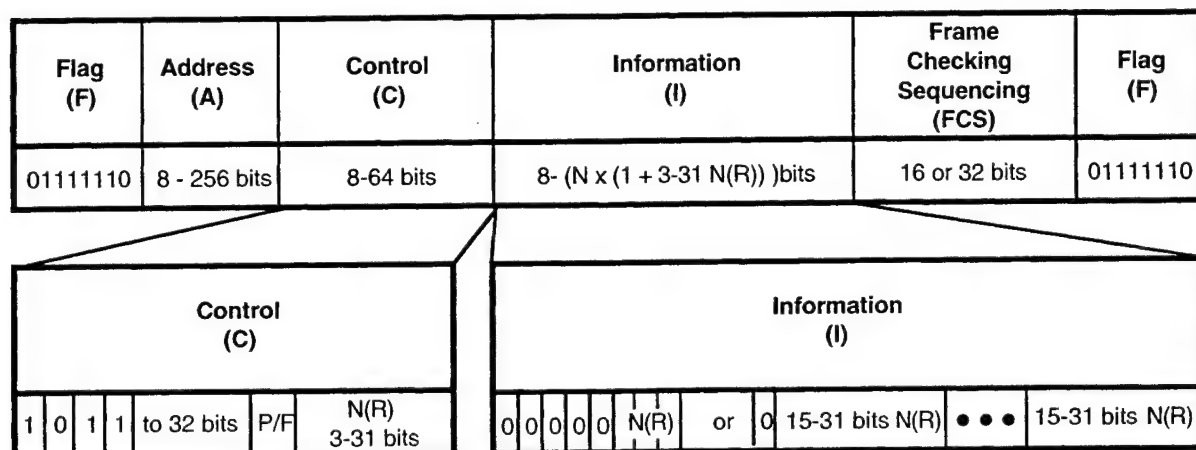 Flag
(F)
Address
(A)
Control
(C)
Information
(I)
Frame
Checking
Sequencing
(FCS)
Flag
(F)
01111110
8 - 256 bits
8-64 bits
8- (N x (1 + 3-31 N(R)) )bits
16 or 32 bits
01111110
Control
(C)
Information
(I)
1 0 1 1 to 32 bits P/F N(R)
3-31 bits
0 0 0 0 0 N(R) or 0 15-31 bits N(R) ● ● ● 15-31 bits N(R)